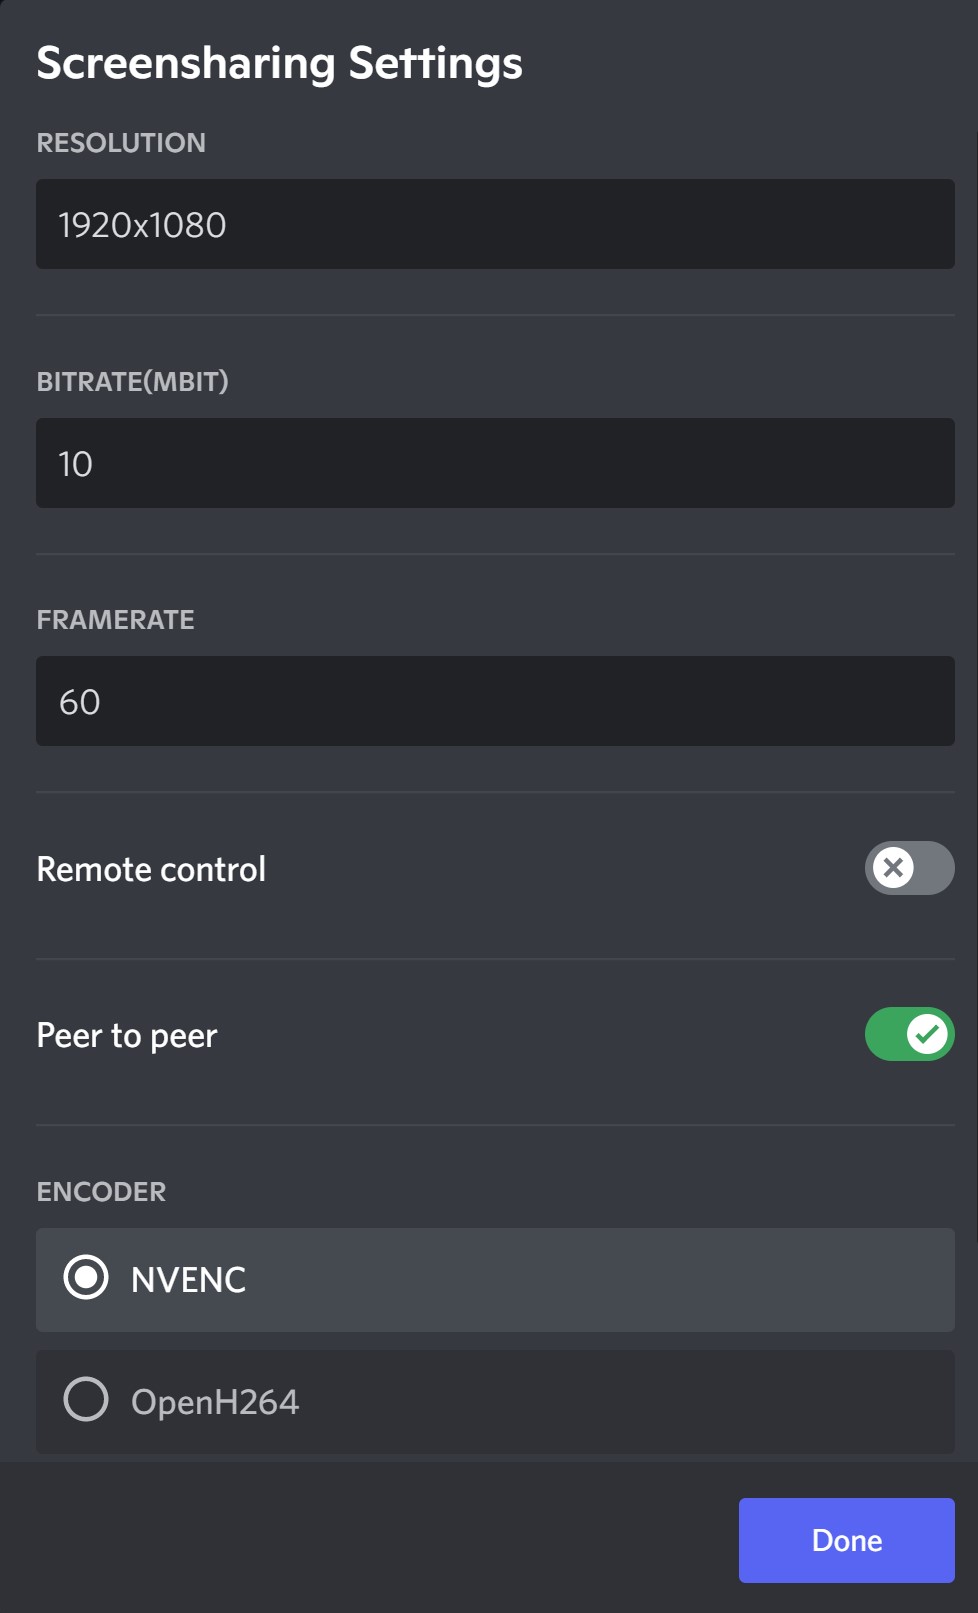 Screensharing Settings
RESOLUTION
1920x1080
BITRATE(MBIT)
10
FRAMERATE
60
Remote control
Peer to peer
ENCODER
NVENC
OpenH264
Done